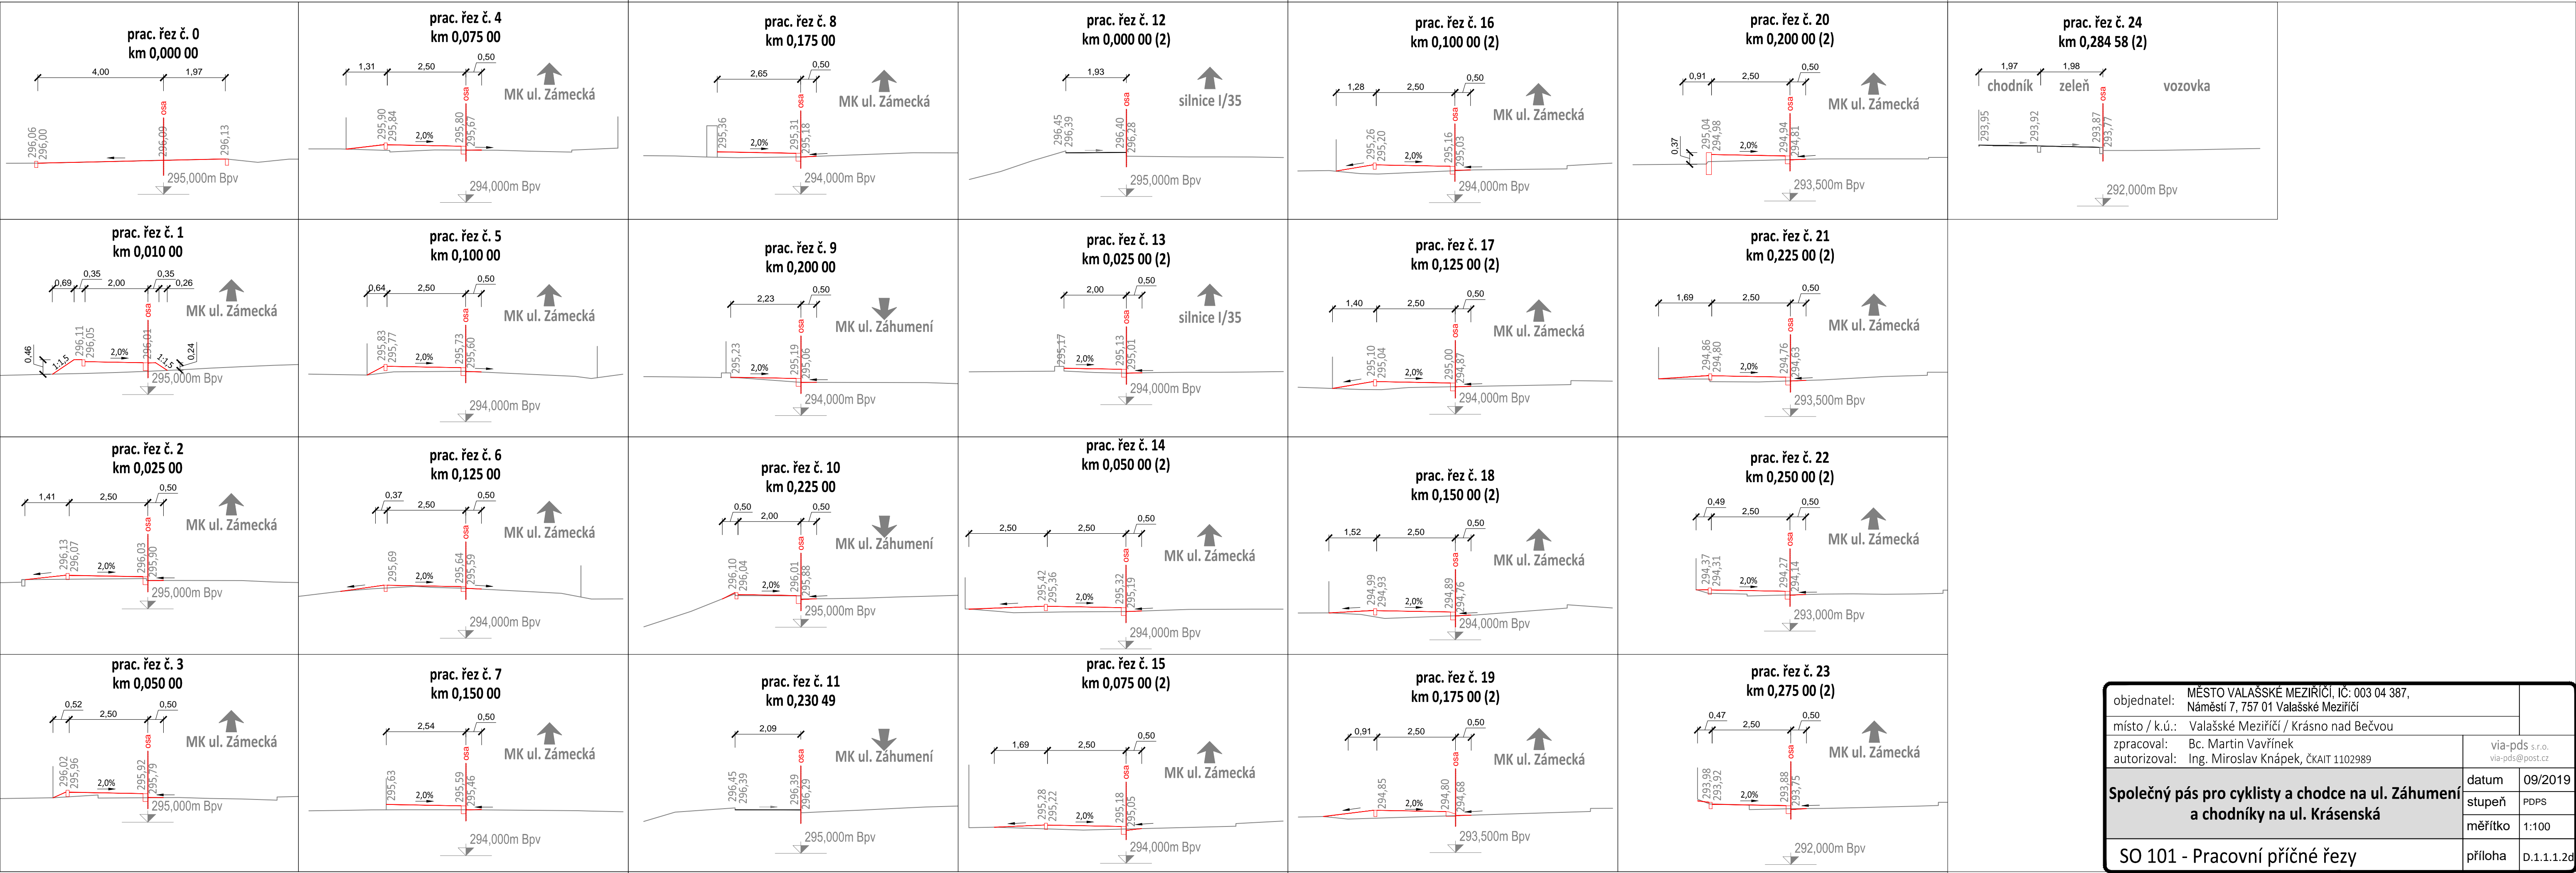 prac. řez č. 0
km 0,000 00
4,00 1,97
osa
296,06
296,00
296,09
296,13
295,000m Bpv
prac. řez č. 1
km 0,010 00
0,69 0,35 2,00 0,35 0,26
MK ul. Zámecká
osa
0,46
1:1,5
296,11
296,05
2,0%
296,01
1:1,5
0,24
295,000m Bpv
prac. řez č. 2
km 0,025 00
1,41 2,50 0,50
MK ul. Zámecká
osa
296,13
296,07
2,0%
296,03
295,90
295,000m Bpv
prac. řez č. 3
km 0,050 00
0,52 2,50 0,50
MK ul. Zámecká
osa
296,02
295,96
2,0%
295,92
295,79
295,000m Bpv
prac. řez č. 4
km 0,075 00
1,31 2,50 0,50
MK ul. Zámecká
osa
295,90
295,84
2,0%
295,80
295,67
294,000m Bpv
prac. řez č. 5
km 0,100 00
0,64 2,50 0,50
MK ul. Zámecká
osa
295,83
295,77
2,0%
295,73
295,60
294,000m Bpv
prac. řez č. 6
km 0,125 00
0,37 2,50 0,50
MK ul. Zámecká
osa
295,69
2,0%
295,64
295,59
294,000m Bpv
prac. řez č. 7
km 0,150 00
2,54 0,50
MK ul. Zámecká
osa
295,63
2,0%
295,59
295,46
294,000m Bpv
prac. řez č. 8
km 0,175 00
2,65 0,50
MK ul. Zámecká
osa
295,36
2,0%
295,31
295,18
294,000m Bpv
prac. řez č. 9
km 0,200 00
2,23 0,50
MK ul. Záhumení
osa
295,23
2,0%
295,19
295,06
294,000m Bpv
prac. řez č. 10
km 0,225 00
0,50 2,00 0,50
MK ul. Záhumení
osa
296,10
296,04
2,0%
296,01
295,88
295,000m Bpv
prac. řez č. 11
km 0,230 49
2,09
MK ul. Záhumení
osa
296,45
296,39
296,39
296,29
295,000m Bpv
prac. řez č. 12
km 0,000 00 (2)
1,93
silnice I/35
osa
296,45
296,39
296,40
296,28
295,000m Bpv
prac. řez č. 13
km 0,025 00 (2)
2,00 0,50
silnice I/35
osa
295,17
2,0%
295,13
295,01
294,000m Bpv
prac. řez č. 14
km 0,050 00 (2)
2,50 2,50 0,50
MK ul. Zámecká
osa
295,42
295,36
2,0%
295,32
295,19
294,000m Bpv
prac. řez č. 15
km 0,075 00 (2)
1,69 2,50 0,50
MK ul. Zámecká
osa
295,28
295,22
2,0%
295,18
295,05
294,000m Bpv
prac. řez č. 16
km 0,100 00 (2)
1,28 2,50 0,50
MK ul. Zámecká
osa
295,26
295,20
2,0%
295,16
295,03
294,000m Bpv
prac. řez č. 17
km 0,125 00 (2)
1,40 2,50 0,50
MK ul. Zámecká
osa
295,10
295,04
2,0%
295,00
294,87
294,000m Bpv
prac. řez č. 18
km 0,150 00 (2)
1,52 2,50 0,50
MK ul. Zámecká
osa
294,99
294,93
2,0%
294,89
294,76
294,000m Bpv
prac. řez č. 19
km 0,175 00 (2)
0,91 2,50 0,50
MK ul. Zámecká
osa
294,85
2,0%
294,80
294,68
293,500m Bpv
prac. řez č. 20
km 0,200 00 (2)
0,91 2,50 0,50
MK ul. Zámecká
osa
0,37
295,04
294,98
2,0%
294,94
294,81
293,500m Bpv
prac. řez č. 21
km 0,225 00 (2)
1,69 2,50 0,50
MK ul. Zámecká
osa
294,86
294,80
2,0%
294,76
294,63
293,500m Bpv
prac. řez č. 22
km 0,250 00 (2)
0,49 2,50 0,50
MK ul. Zámecká
osa
294,37
294,31
2,0%
294,27
294,14
293,000m Bpv
prac. řez č. 23
km 0,275 00 (2)
0,47 2,50 0,50
MK ul. Zámecká
osa
293,98
293,92
2,0%
293,88
293,75
292,000m Bpv
prac. řez č. 24
km 0,284 58 (2)
1,97 1,98
chodník zeleň vozovka
osa
293,95
293,92
293,87
293,77
292,000m Bpv
objednatel: MĚSTO VALAŠSKÉ MEZIŘÍČÍ, IČ: 003 04 387,
Náměstí 7, 757 01 Valašské Meziříčí
místo / k.ú.: Valašské Meziříčí / Krásno nad Bečvou
zpracoval: Bc. Martin Vavřínek
autorizoval: Ing. Miroslav Knápek, ČKAIT 1102989
via-pds s.r.o.
via-pds@post.cz
Společný pás pro cyklisty a chodce na ul. Záhumení
a chodníky na ul. Krásenská
datum 09/2019
stupeň PDPS
měřítko 1:100
SO 101 - Pracovní příčné řezy
příloha D.1.1.1.2d